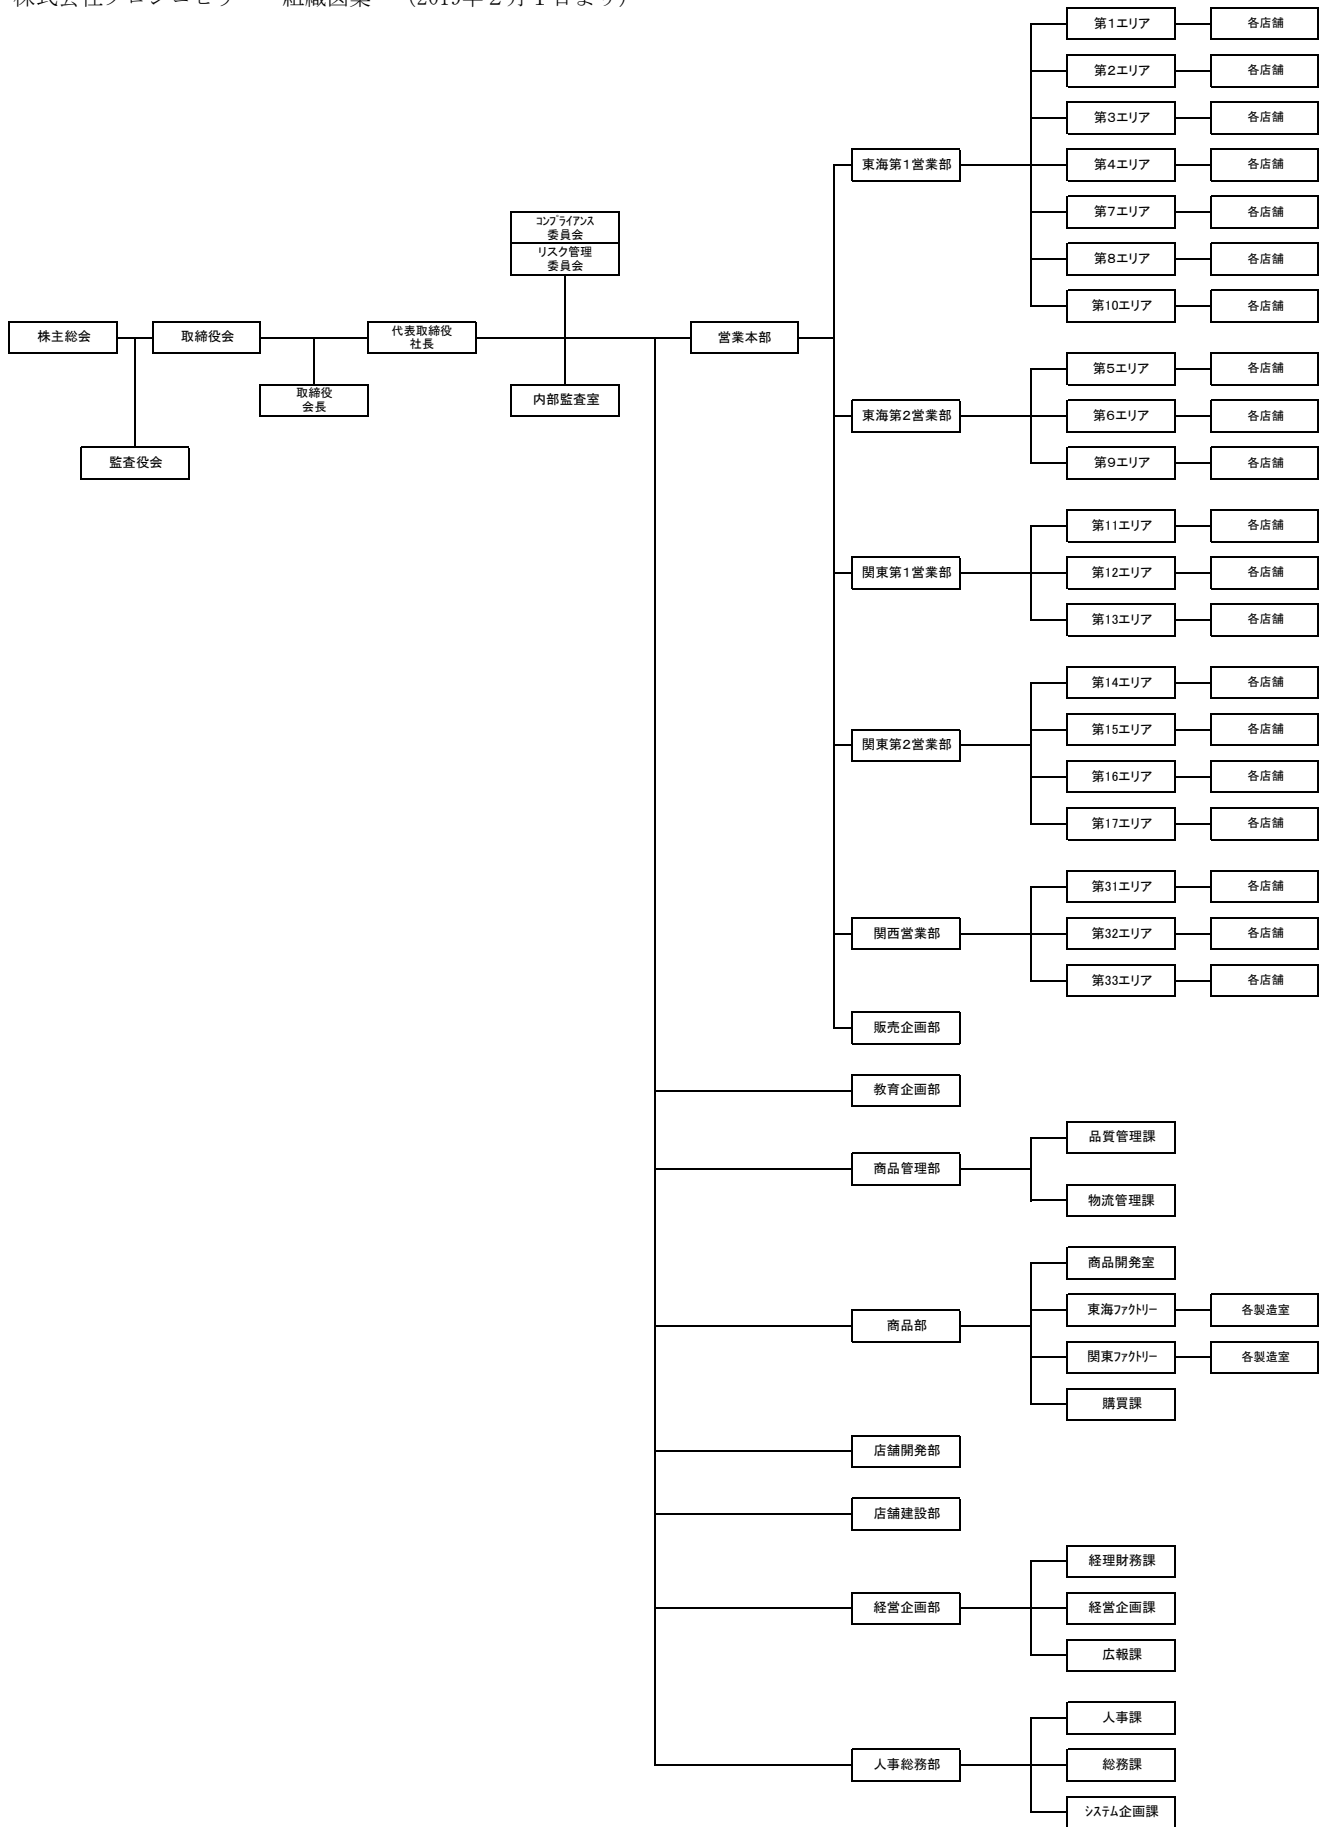 第1エリア 各店舗
第2エリア 各店舗
第3エリア 各店舗
東海第1営業部 第4エリア 各店舗
第7エリア 各店舗
ｺﾝﾌﾟﾗｲｱﾝｽ
委員会
リスク管理
委員会
第8エリア 各店舗
第10エリア 各店舗
株主総会 取締役会 代表取締役
社長
営業本部
第5エリア 各店舗
取締役
会長
内部監査室
東海第2営業部 第6エリア 各店舗
監査役会 第9エリア 各店舗
第11エリア 各店舗
関東第1営業部 第12エリア 各店舗
第13エリア 各店舗
第14エリア 各店舗
第15エリア 各店舗
関東第2営業部
第16エリア 各店舗
第17エリア 各店舗
第31エリア 各店舗
関西営業部 第32エリア 各店舗
第33エリア 各店舗
販売企画部
教育企画部
品質管理課
商品管理部
物流管理課
商品開発室
東海ﾌｧｸﾄﾘｰ 各製造室
商品部
関東ﾌｧｸﾄﾘｰ 各製造室
購買課
店舗開発部
店舗建設部
経理財務課
経営企画部 経営企画課
広報課
人事課
人事総務部 総務課
ｼｽﾃﾑ企画課